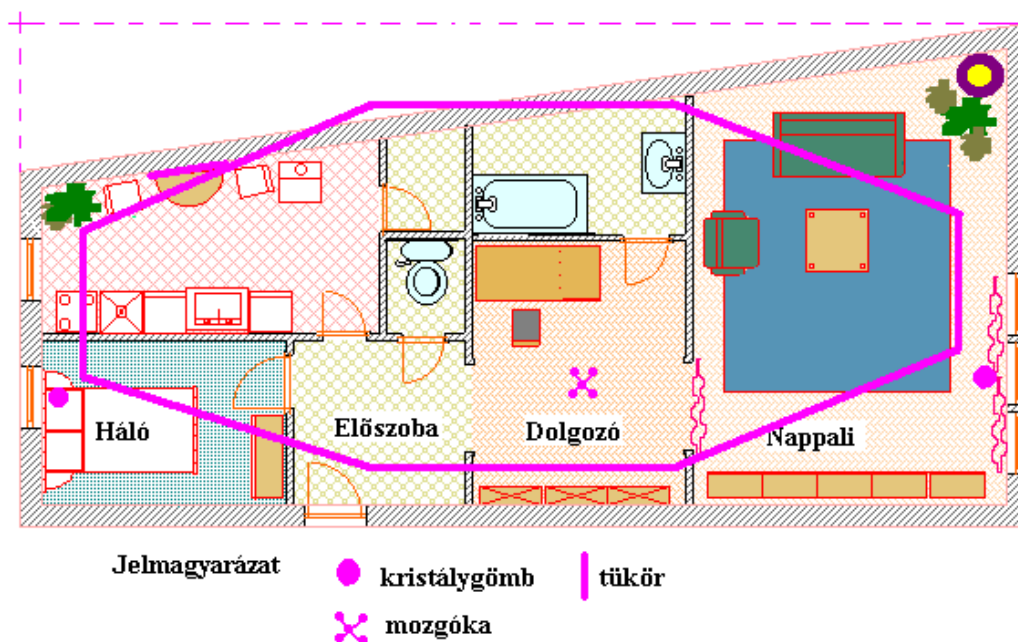 Háló
Előszoba
Dolgozó
Nappali
Jelmagyarázat
kristálygömb
tükör
mozgóka